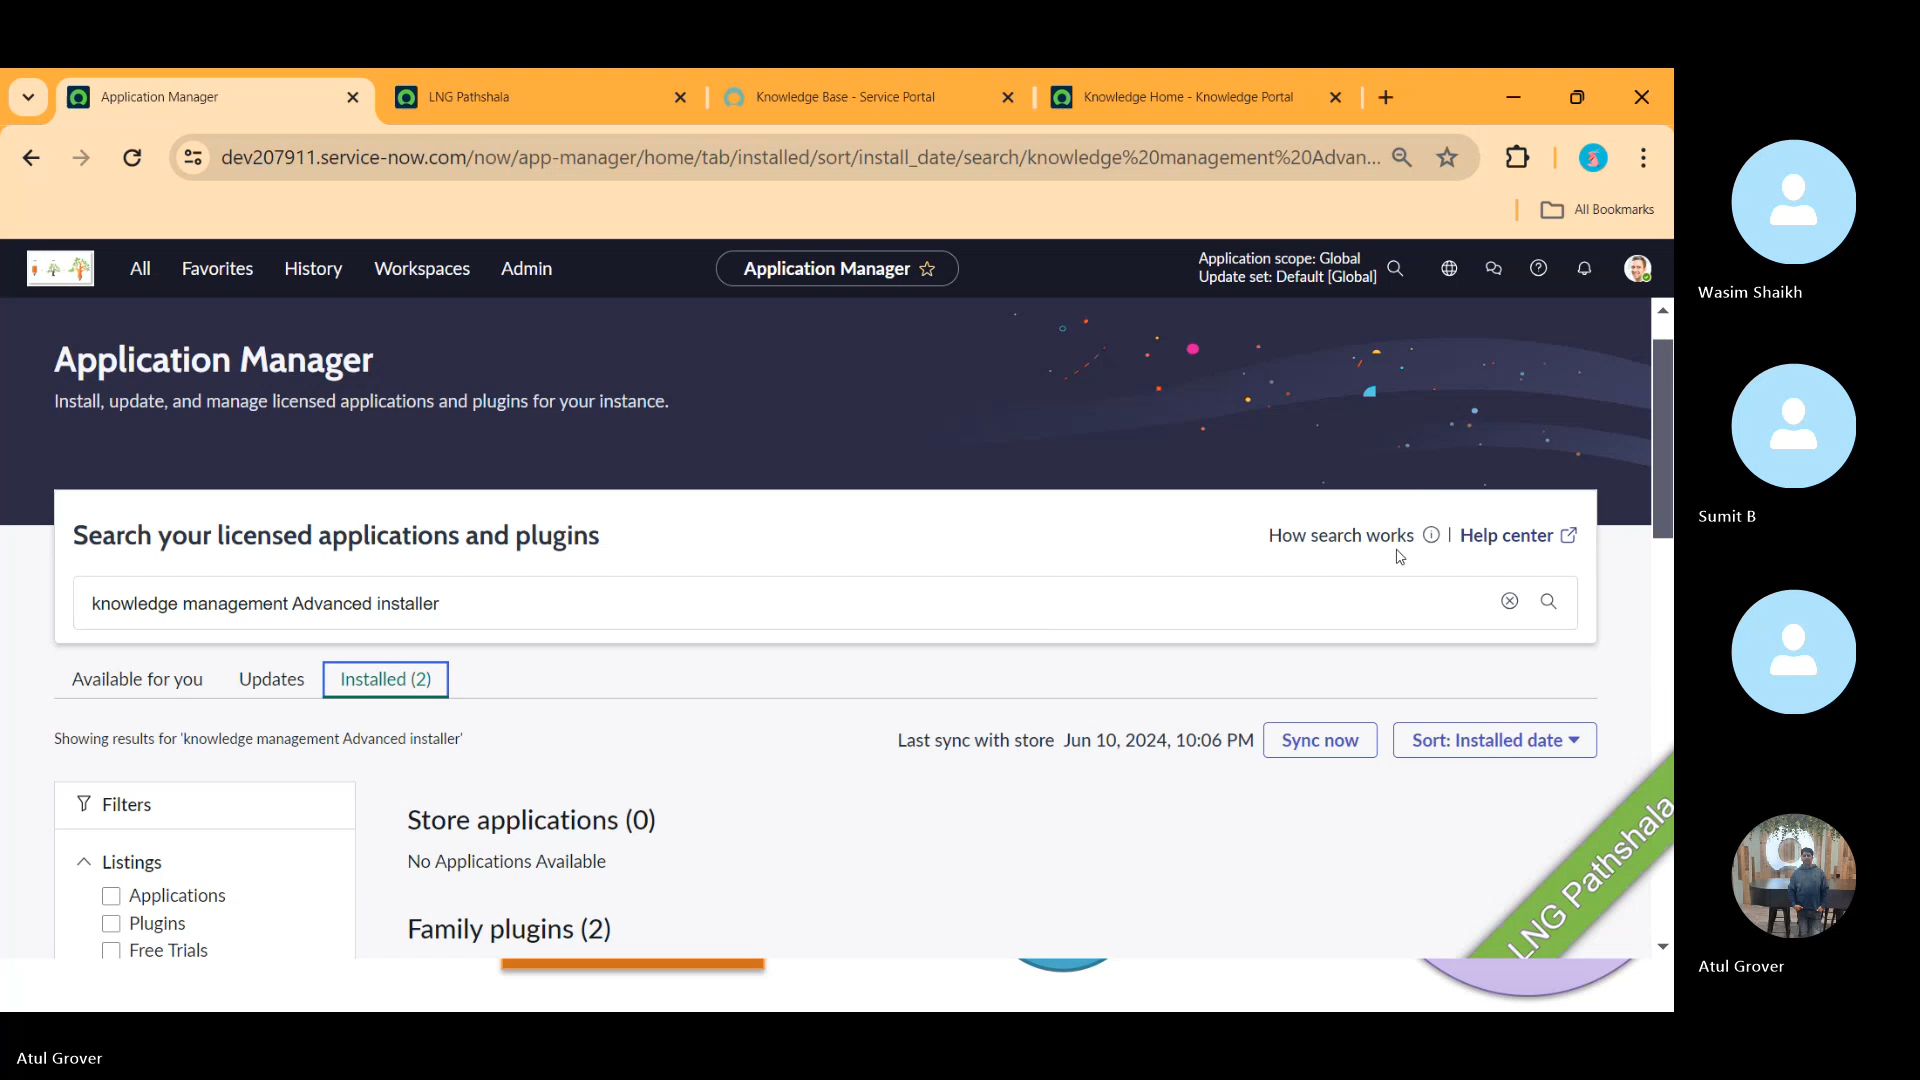 Application Manager
LNG Pathshala
Knowledge Base - Service Portal
Knowledge Home - Knowledge Portal
dev207911.service-now.com/now/app-manager/home/tab/installed/sort/install_date/search/knowledge%20management%20Advan...
All Bookmarks
All
Favorites
History
Workspaces
Admin
Application Manager
Application scope: Global
Update set: Default [Global]
Application Manager
Install, update, and manage licensed applications and plugins for your instance.
Search your licensed applications and plugins
How search works
Help center
knowledge management Advanced installer
Available for you
Updates
Installed (2)
Showing results for 'knowledge management Advanced installer'
Last sync with store Jun 10, 2024, 10:06 PM
Sync now
Sort: Installed date
Filters
Listings
Applications
Plugins
Free Trials
Store applications (0)
No Applications Available
Family plugins (2)
LNG Pathshala
Wasim Shaikh
Sumit B
Atul Grover
Atul Grover